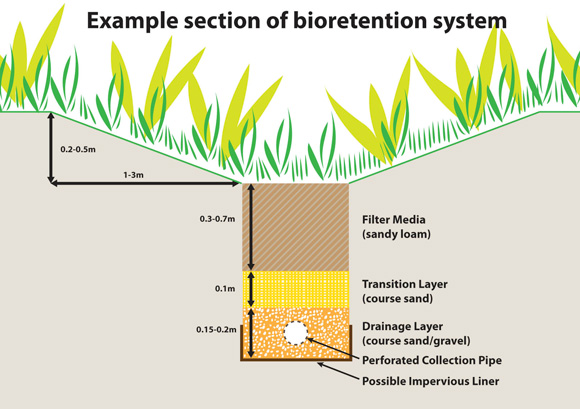 Example section of bioretention system
0.2-0.5m
1-3m
0.3-0.7m
Filter Media
(sandy loam)
0.1m
Transition Layer
(course sand)
0.15-0.2m
Drainage Layer
(course sand/gravel)
Perforated Collection Pipe
Possible Impervious Liner